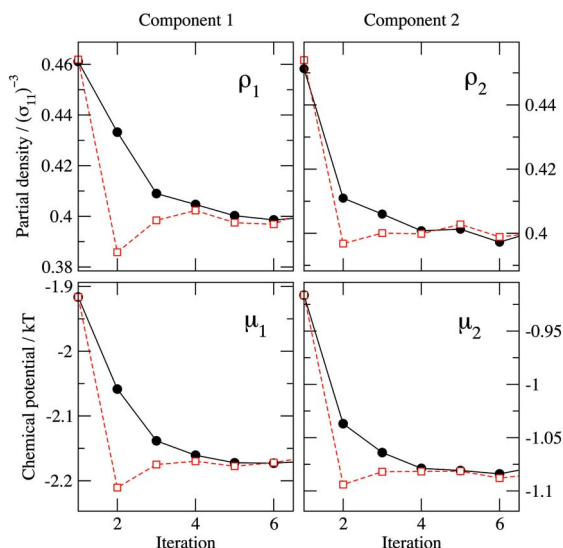 Component 1
Component 2
Partial density / (σ₁₁)⁻³
0.46
0.44
0.42
0.4
0.38
ρ₁
ρ₂
0.44
0.42
0.4
Chemical potential / kT
-1.9
-2
-2.1
-2.15
-2.2
μ₁
μ₂
-0.95
-1
-1.05
-1.1
2
4
6
2
4
6
Iteration
Iteration